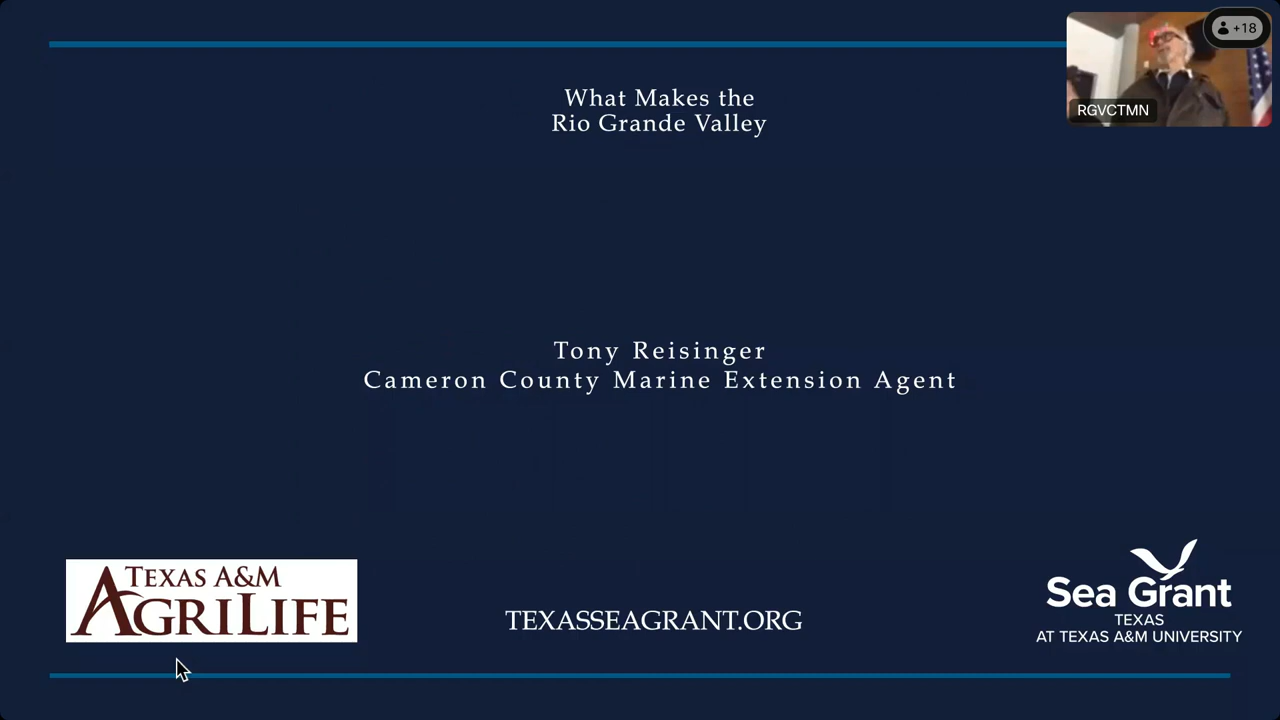 +18
RGVCTMN
What Makes the
Rio Grande Valley
Tony Reisinger
Cameron County Marine Extension Agent
TEXAS A&M
AGRILIFE
TEXASSEAGRANT.ORG
Sea Grant
TEXAS
AT TEXAS A&M UNIVERSITY